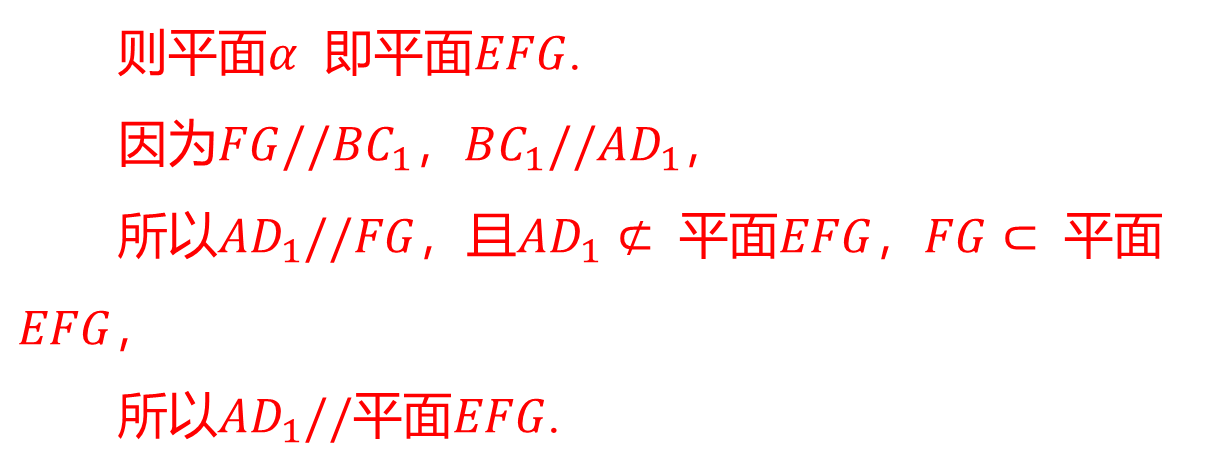 则平面α 即平面EFG.
因为FG//BC₁，BC₁//AD₁，
所以AD₁//FG，且AD₁ ⊄ 平面EFG，FG ⊂ 平面
EFG，
所以AD₁//平面EFG.